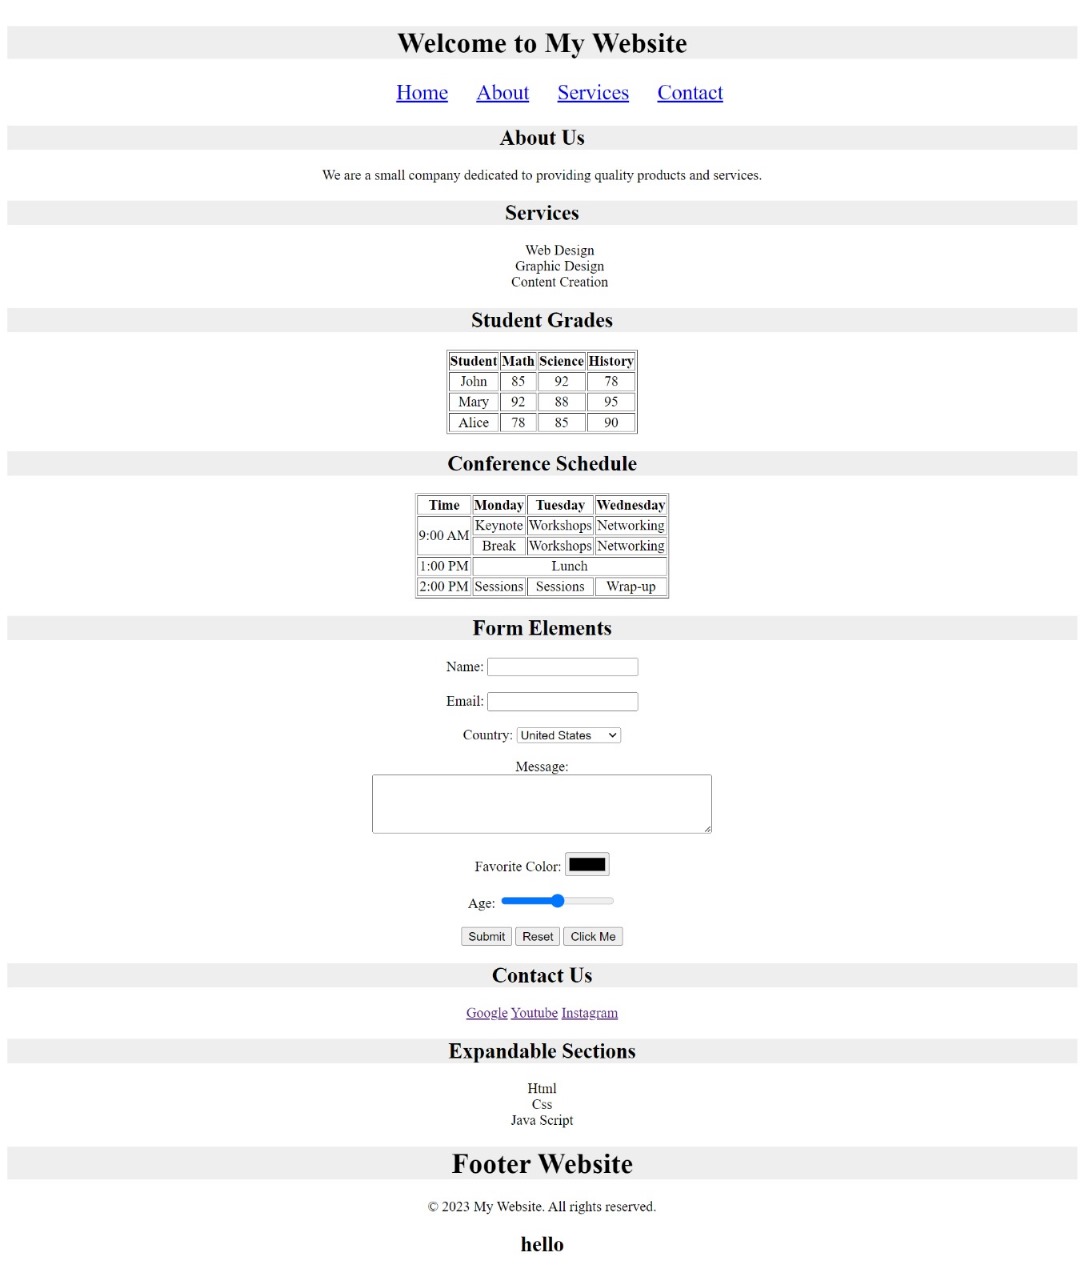 Welcome to My Website
Home About Services Contact
About Us
We are a small company dedicated to providing quality products and services.
Services
Web Design
Graphic Design
Content Creation
Student Grades
Student Math Science History
John 85 92 78
Mary 92 88 95
Alice 78 85 90
Conference Schedule
Time Monday Tuesday Wednesday
9:00 AM Keynote Workshops Networking
Break Workshops Networking
1:00 PM Lunch
2:00 PM Sessions Sessions Wrap-up
Form Elements
Name:
Email:
Country: United States
Message:
Favorite Color:
Age:
Submit Reset Click Me
Contact Us
Google Youtube Instagram
Expandable Sections
Html
Css
Java Script
Footer Website
© 2023 My Website. All rights reserved.
hello